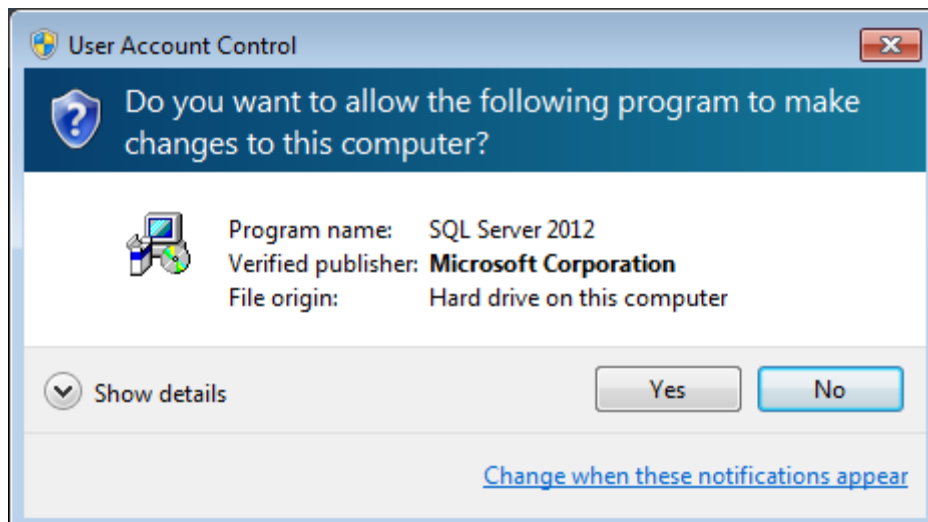 User Account Control
Do you want to allow the following program to make
changes to this computer?
Program name: SQL Server 2012
Verified publisher: Microsoft Corporation
File origin: Hard drive on this computer
Show details
Yes
No
Change when these notifications appear